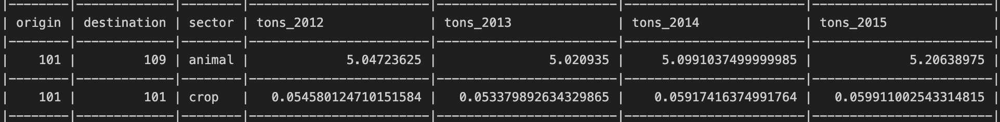 |--------|-------------|--------|------------------------|------------------------|------------------------|------------------------|
| origin | destination | sector | tons_2012              | tons_2013              | tons_2014              | tons_2015              |
|--------|-------------|--------|------------------------|------------------------|------------------------|------------------------|
|    101 |         109 | animal |             5.04723625 |               5.020935 |     5.0991037499999985 |             5.20638975 |
|--------|-------------|--------|------------------------|------------------------|------------------------|------------------------|
|    101 |         101 | crop   |   0.054580124710151584 |   0.053379892634329865 |    0.05917416374991764 |   0.059911002543314815 |
|--------|-------------|--------|------------------------|------------------------|------------------------|------------------------|